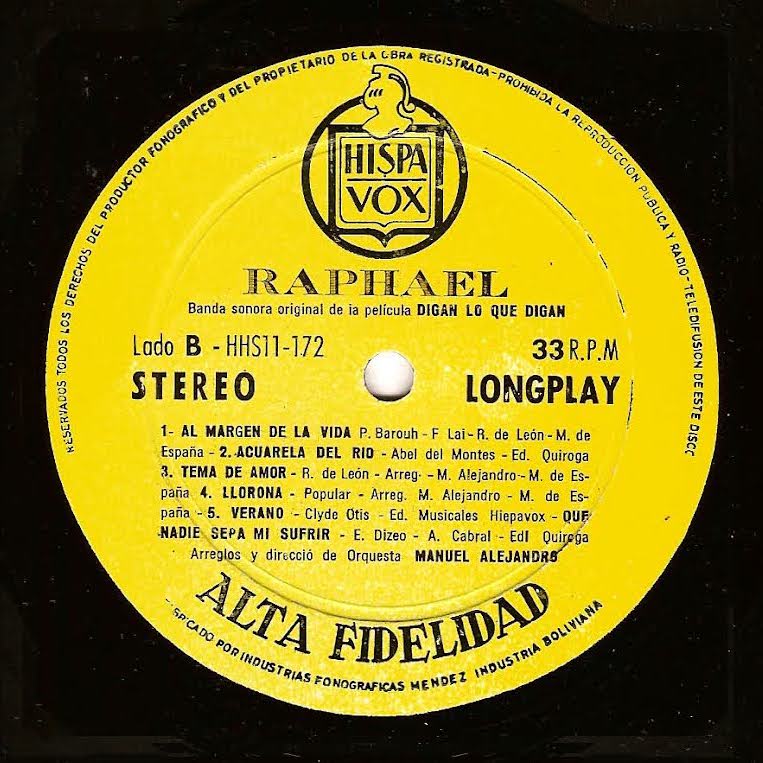 RESERVADOS TODOS LOS DERECHOS DEL PRODUCTOR FONOGRAFICO Y DEL PROPIETARIO DE LA OBRA REGISTRADA-PROHIBIDA LA REPRODUCCION PUBLICA Y RADIO-TELEDIFUSION DE ESTE DISCO
HISPA
VOX
RAPHAEL
Banda sonora original de la película DIGAN LO QUE DIGAN
Lado B - HHS11-172
33 R.P.M
STEREO
LONGPLAY
1- AL MARGEN DE LA VIDA P. Barouh - F Lai - R. de León - M. de
España - 2. ACUARELA DEL RIO - Abel del Montes - Ed. Quiroga
3. TEMA DE AMOR - R. de León - Arreg. - M. Alejandro - M. de Es-
paña 4. LLORONA - Popular - Arreg. M. Alejandro - M. de Es-
paña - 5. VERANO - Clyde Otis - Ed. Musicales Hiepavox - QUE
NADIE SEPA MI SUFRIR - E. Dizeo - A. Cabral - Edl Quiroga
Arreglos y direcció de Orquesta MANUEL ALEJANDRO
ALTA FIDELIDAD
POR INDUSTRIAS FONOGRAFICAS MENDEZ INDUSTRIA BOLIVIANA